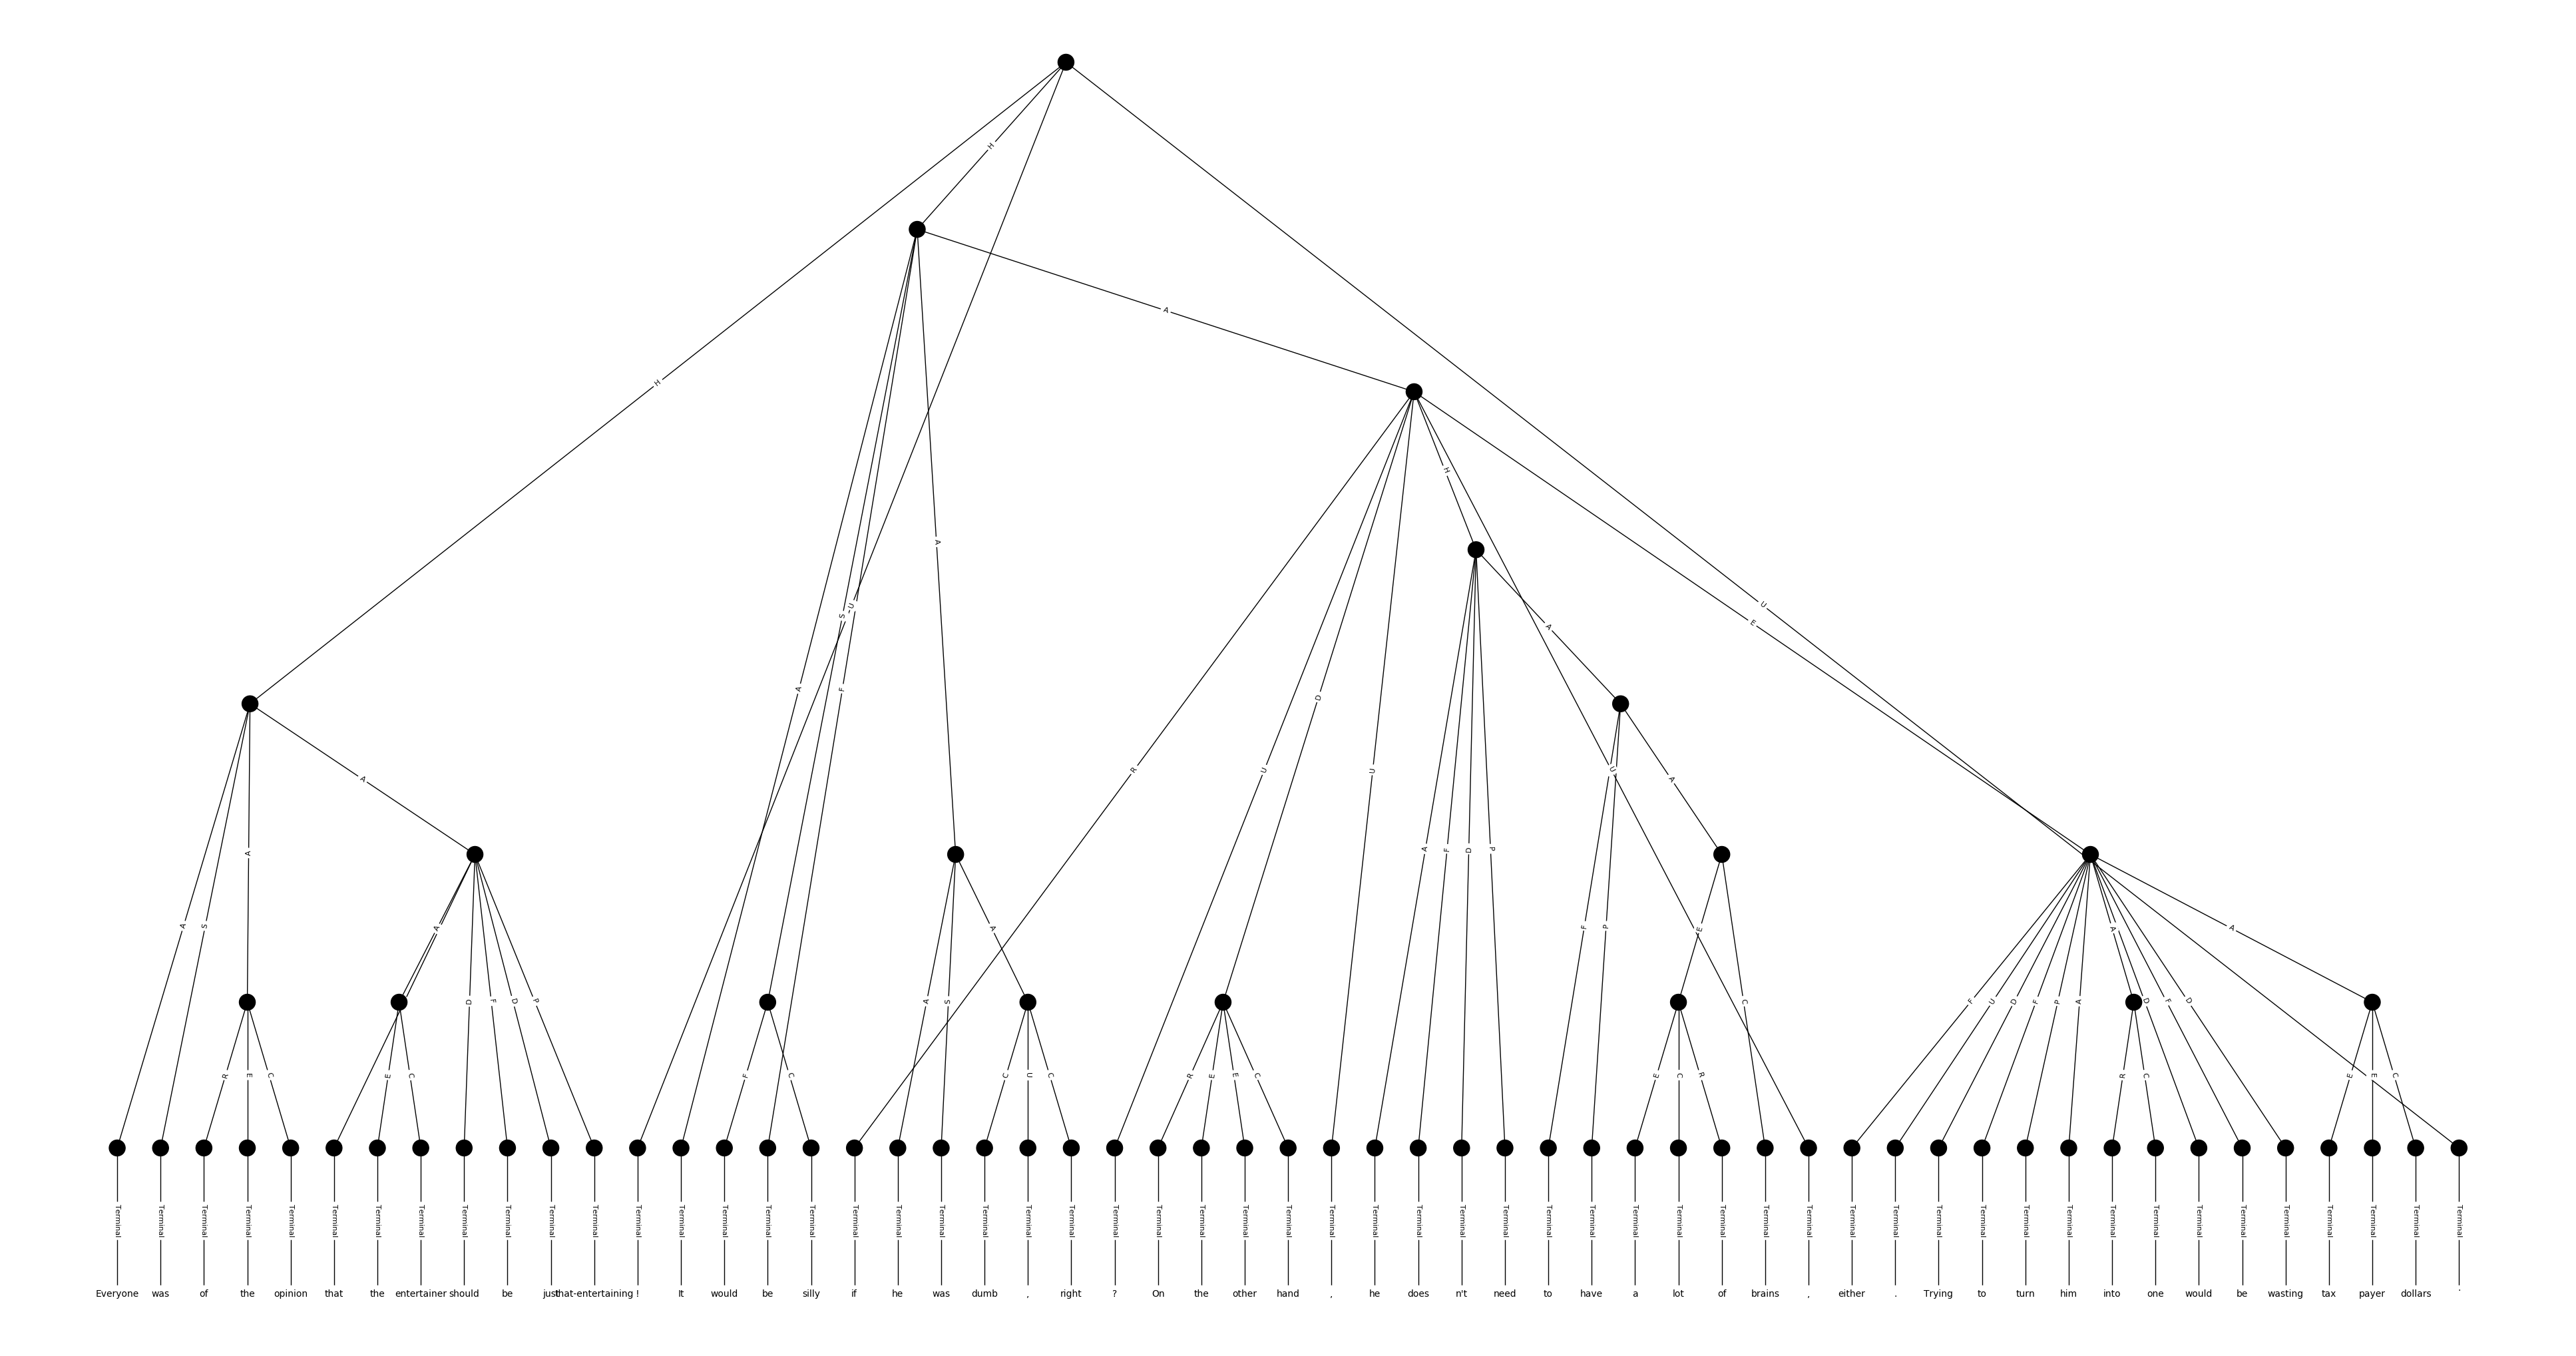 H
H
A
H
H
A
S
U
U
E
A
F
A
R
U
D
U
A
U
A
A
S
A
A
F
D
P
F
P
A
E
A
A
A
S
D
F
D
P
C
F
U
D
F
P
A
D
F
D
R
E
C
E
C
F
C
C
U
C
R
E
E
C
E
C
R
R
C
E
E
C
Terminal Terminal Terminal Terminal Terminal Terminal Terminal Terminal Terminal Terminal Terminal Terminal Terminal Terminal Terminal Terminal Terminal Terminal Terminal Terminal Terminal Terminal Terminal Terminal Terminal Terminal Terminal Terminal Terminal Terminal Terminal Terminal Terminal Terminal Terminal Terminal Terminal Terminal Terminal Terminal Terminal Terminal Terminal Terminal Terminal Terminal Terminal Terminal Terminal Terminal Terminal Terminal Terminal Terminal Terminal
Everyone was of the opinion that the entertainer should be just that-entertaining ! It would be silly if he was dumb , right ? On the other hand , he does n't need to have a lot of brains , either . Trying to turn him into one would be wasting tax payer dollars .